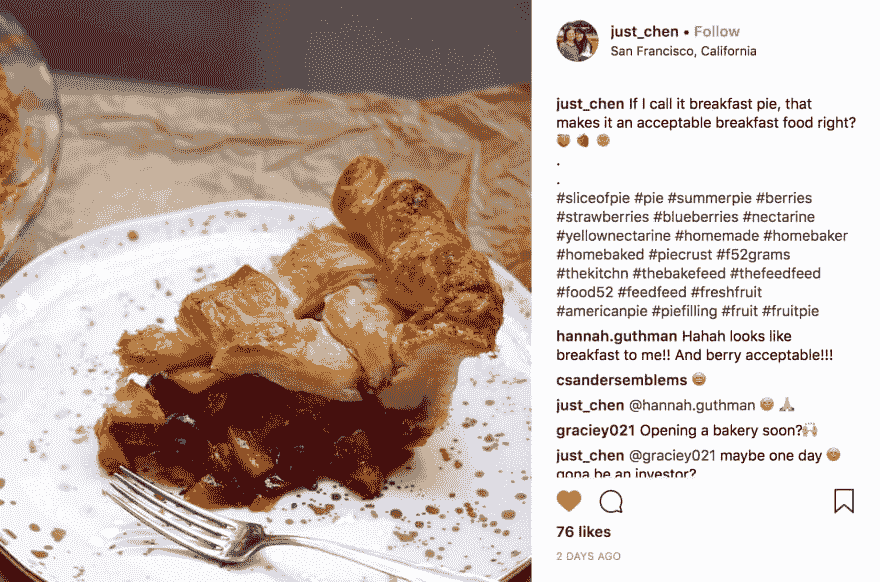 just_chen • Follow
San Francisco, California
just_chen If I call it breakfast pie, that
makes it an acceptable breakfast food right?
.
.
#sliceofpie #pie #summerpie #berries
#strawberries #blueberries #nectarine
#yellownectarine #homemade #homebaker
#homebaked #piecrust #f52grams
#thekitchn #thebakefeed #thefeedfeed
#food52 #feedfeed #freshfruit
#americanpie #piefilling #fruit #fruitpie
hannah.guthman Hahah looks like
breakfast to me!! And berry acceptable!!!
csandersemblems
just_chen @hannah.guthman
graciey021 Opening a bakery soon?
just_chen @graciey021 maybe one day
gona be an investor?
76 likes
2 DAYS AGO